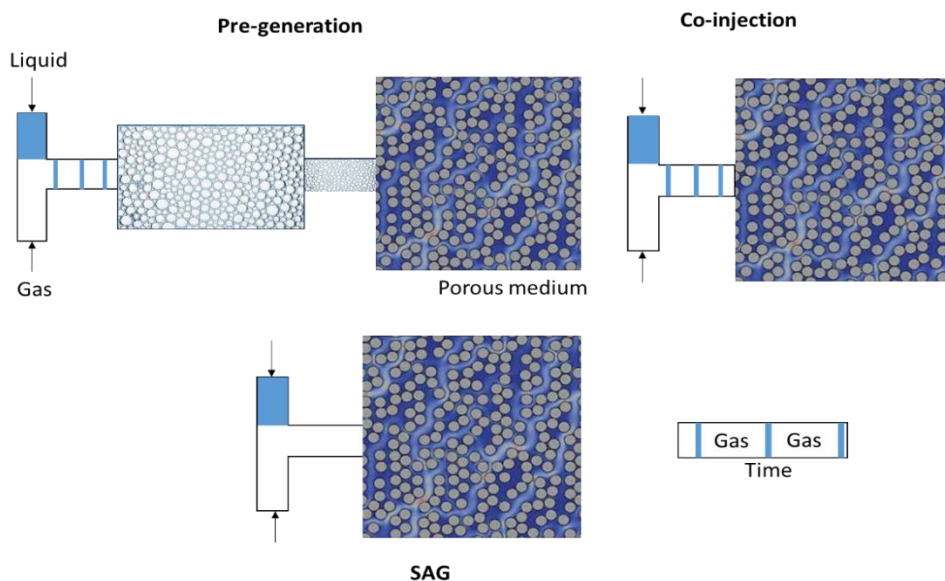 Pre-generation
Co-injection
Liquid
Gas
Porous medium
Gas Gas
Time
SAG